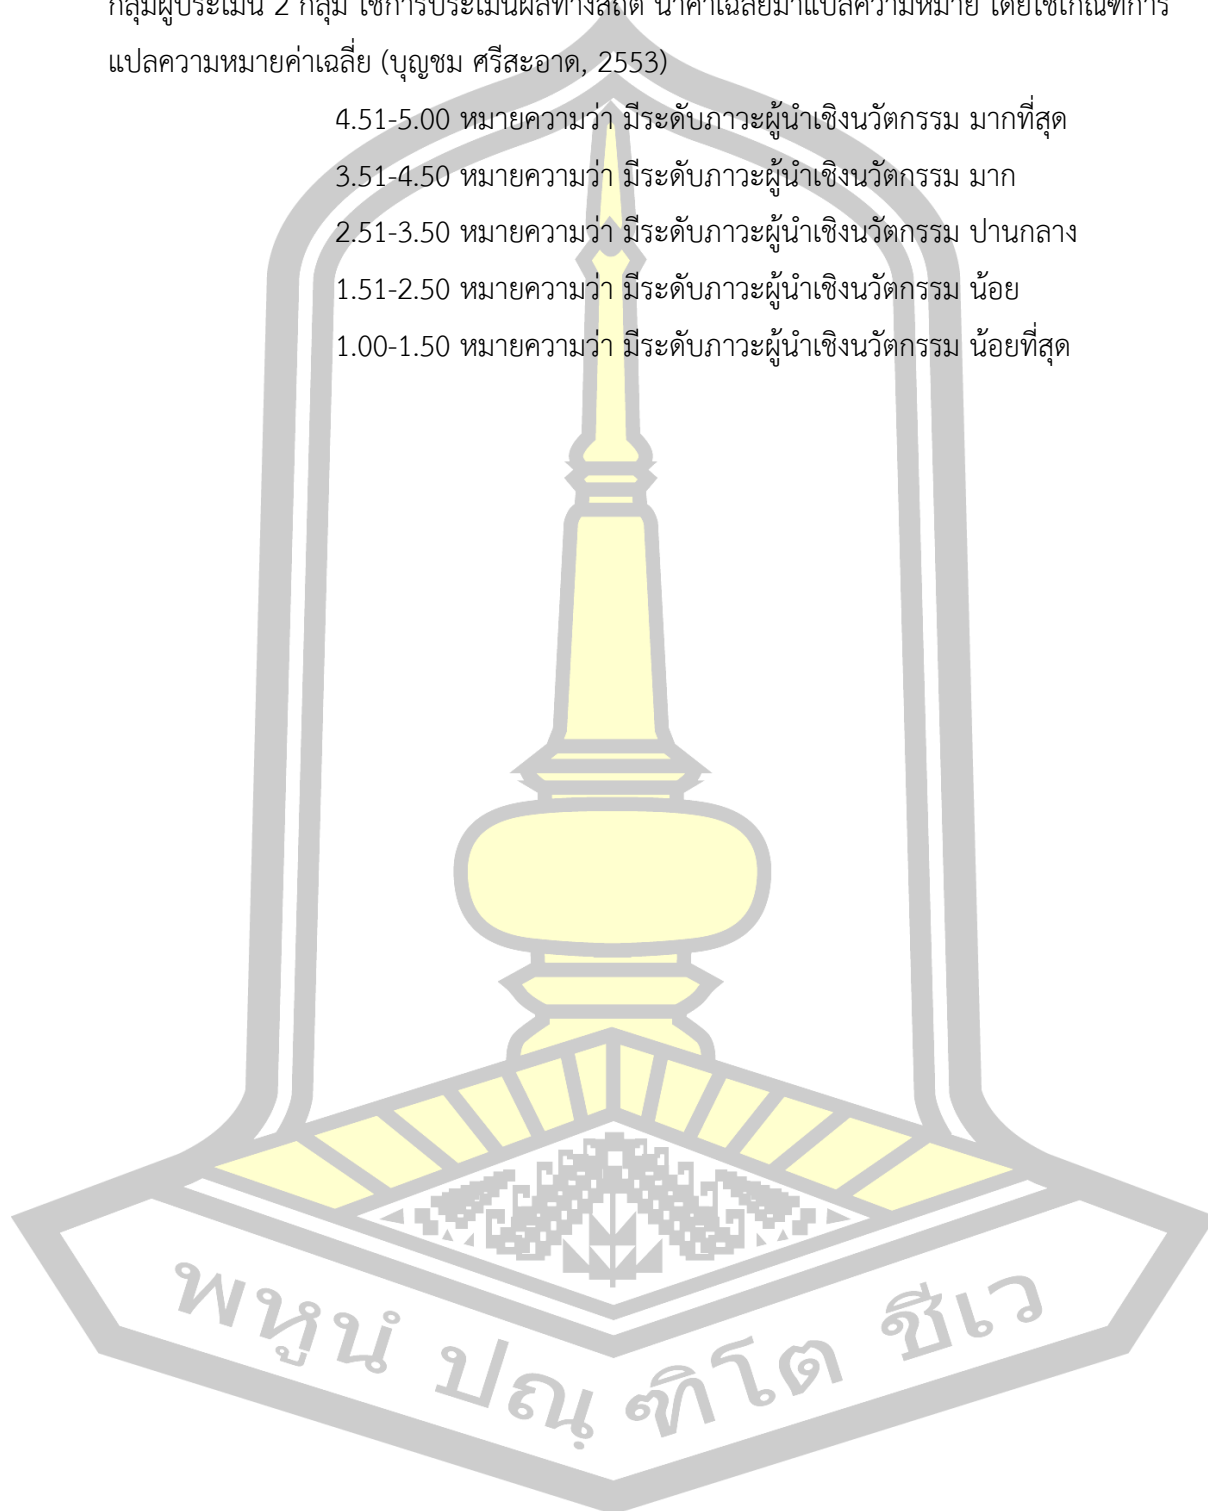 กลุ่มผู้ประเมิน 2 กลุ่ม ใช้การประเมินผลทางสถิติ นำค่าเฉลี่ยมาแปลความหมาย โดยใช้เกณฑ์การ
แปลความหมายค่าเฉลี่ย (บุญชม ศรีสะอาด, 2553)
4.51-5.00 หมายความว่า มีระดับภาวะผู้นำเชิงนวัตกรรม มากที่สุด
3.51-4.50 หมายความว่า มีระดับภาวะผู้นำเชิงนวัตกรรม มาก
2.51-3.50 หมายความว่า มีระดับภาวะผู้นำเชิงนวัตกรรม ปานกลาง
1.51-2.50 หมายความว่า มีระดับภาวะผู้นำเชิงนวัตกรรม น้อย
1.00-1.50 หมายความว่า มีระดับภาวะผู้นำเชิงนวัตกรรม น้อยที่สุด
พหูนํ ปณฺ ฑิโต ชีเว